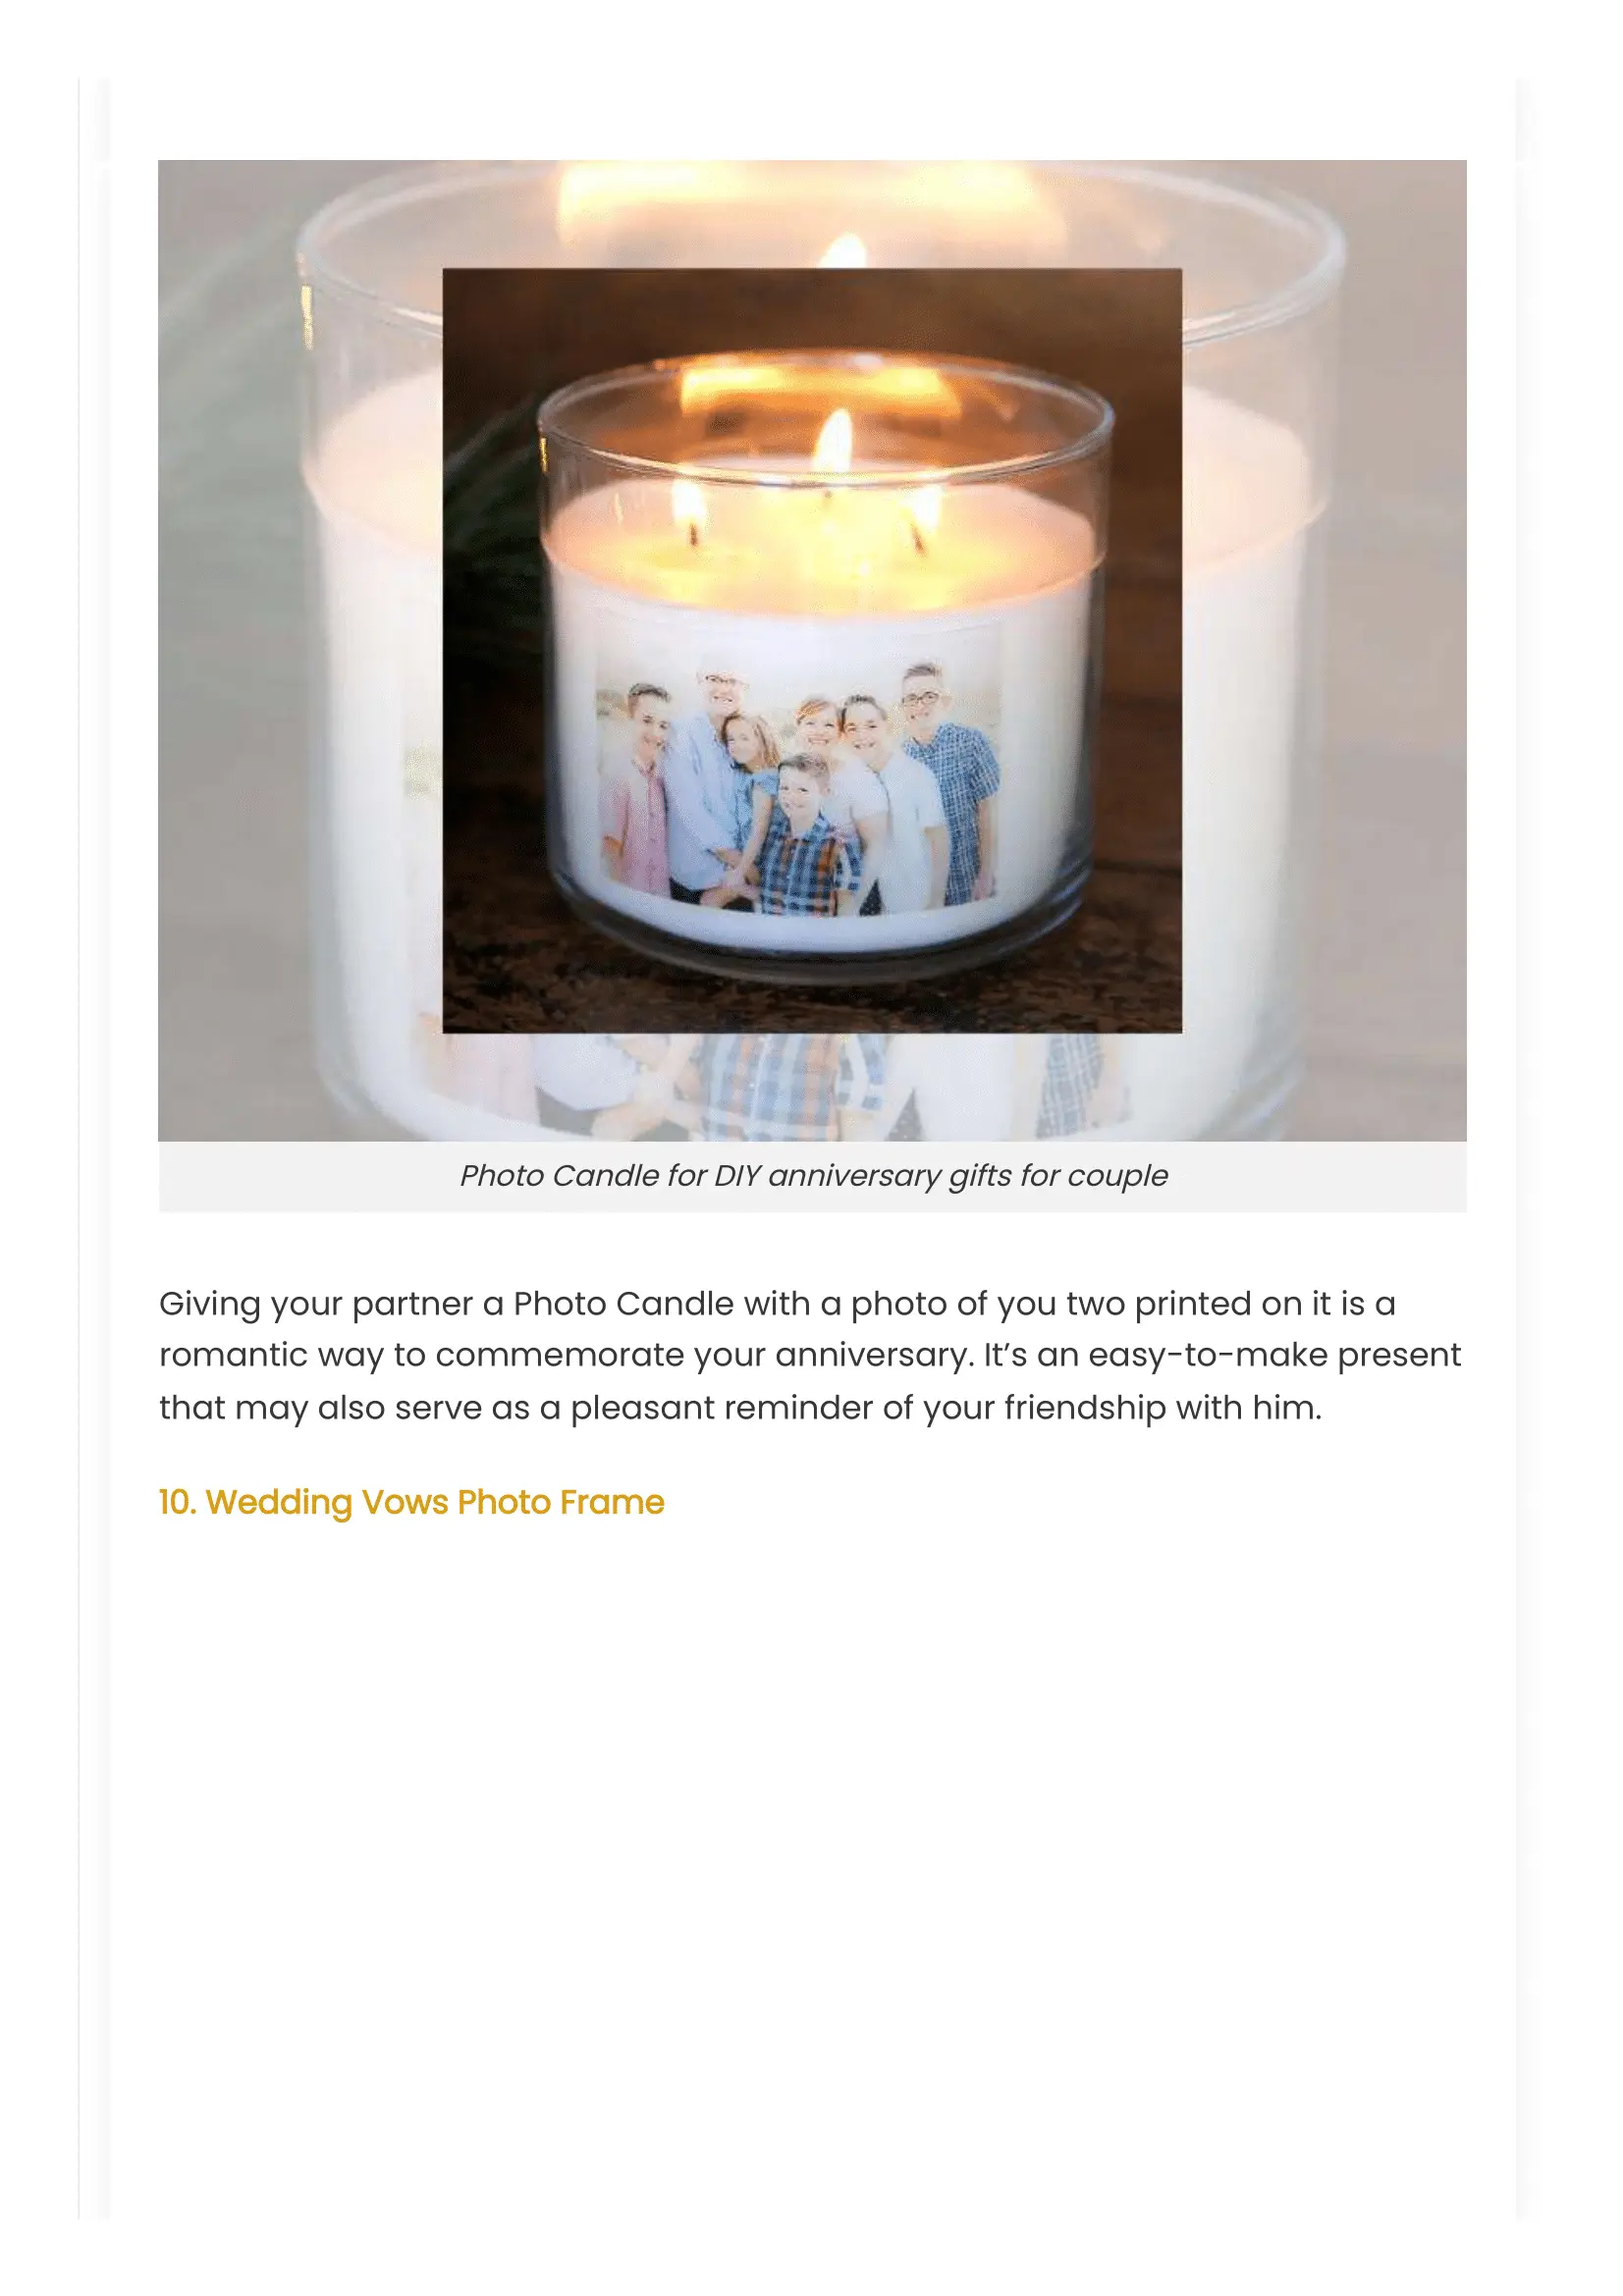 Photo Candle for DIY anniversary gifts for couple
Giving your partner a Photo Candle with a photo of you two printed on it is a
romantic way to commemorate your anniversary. It’s an easy-to-make present
that may also serve as a pleasant reminder of your friendship with him.
10. Wedding Vows Photo Frame